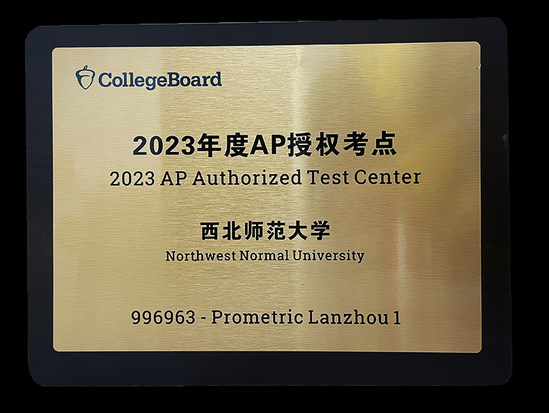 CollegeBoard
2023年度AP授权考点
2023 AP Authorized Test Center
西北师范大学
Northwest Normal University
996963 - Prometric Lanzhou 1